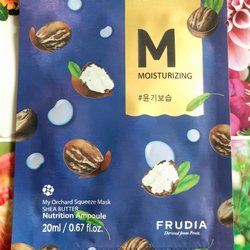 M
MOISTURIZING
#윤기보습
My Orchard Squeeze Mask
SHEA BUTTER
Nutrition Ampoule
20ml / 0.67 fl.oz.
FRUDIA
Derived from Fruit,